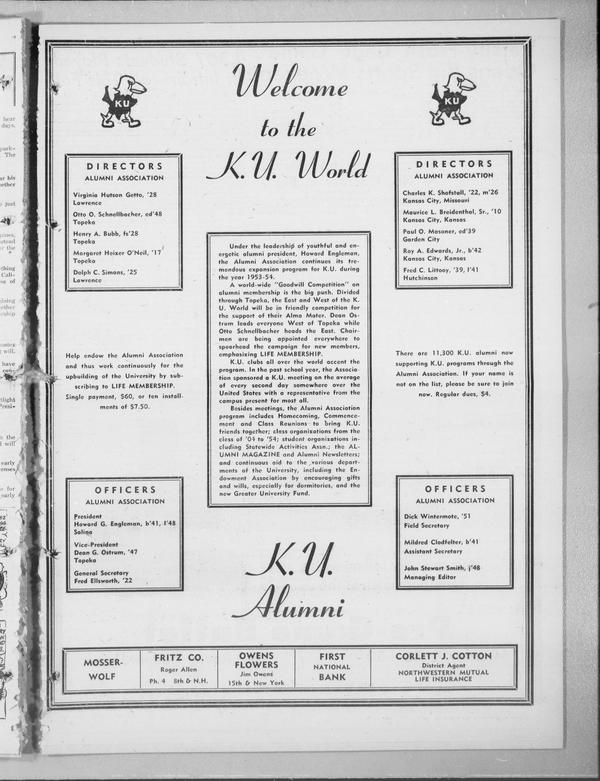 Welcome
to the
K.U. World
KU
KU
DIRECTORS
ALUMNI ASSOCIATION
Virginia Hutson Getto, '28
Lawrence
Otto O. Schnellbacher, ed'48
Topeka
Henry A. Bubb, fs'28
Topeka
Margaret Heizer O'Neil, '17
Topeka
Dolph C. Simons, '25
Lawrence
Help endow the Alumni Association
and thus work continuously for the
upbuilding of the University by sub-
scribing to LIFE MEMBERSHIP.
Single payment, $60, or ten install-
ments of $7.50.
OFFICERS
ALUMNI ASSOCIATION
President
Howard G. Engleman, b'41, l'48
Salina
Vice-President
Dean G. Ostrum, '47
Topeka
General Secretary
Fred Ellsworth, '22
Under the leadership of youthful and en-
ergetic alumni president, Howard Engleman,
the Alumni Association continues its tre-
mendous expansion program for K.U. during
the year 1953-54.
A world-wide "Goodwill Competition" on
alumni membership is the big push. Divided
through Topeka, the East and West of the K.
U. World will be in friendly competition for
the support of their Alma Mater. Dean Os-
trum leads everyone West of Topeka while
Otto Schnellbacher heads the East. Chair-
men are being appointed everywhere to
spearhead the campaign for new members,
emphasizing LIFE MEMBERSHIP.
K.U. clubs all over the world accent the
program. In the past school year, the Associa-
tion sponsored a K.U. meeting on the average
of every second day somewhere over the
United States with a representative from the
campus present for most all.
Besides meetings, the Alumni Association
program includes Homecoming, Commence-
ment and Class Reunions to bring K.U.
friends together; class organizations from the
class of '04 to '54; student organizations in-
cluding Statewide Activities Assn.; the AL-
UMNI MAGAZINE and Alumni Newsletters;
and continuous aid to the various depart-
ments of the University, including the En-
dowment Association by encouraging gifts
and wills, especially for dormitories, and the
new Greater University Fund.
DIRECTORS
ALUMNI ASSOCIATION
Charles K. Shofstall, '22, m'26
Kansas City, Missouri
Maurice L. Breidenthal, Sr., '10
Kansas City, Kansas
Paul O. Masoner, ed'39
Garden City
Roy A. Edwards, Jr., b'42
Kansas City, Kansas
Fred C. Littooy, '39, l'41
Hutchinson
There are 11,300 K.U. alumni now
supporting K.U. programs through the
Alumni Association. If your name is
not on the list, please be sure to join
now. Regular dues, $4.
OFFICERS
ALUMNI ASSOCIATION
Dick Wintermote, '51
Field Secretary
Mildred Clodfelter, b'41
Assistant Secretary
John Stewart Smith, j'48
Managing Editor
K.U.
Alumni
MOSSER-
WOLF
FRITZ CO.
Roger Allen
Ph. 4 8th & N.H.
OWENS
FLOWERS
Jim Owens
15th & New York
FIRST
NATIONAL
BANK
CORLETT J. COTTON
District Agent
NORTHWESTERN MUTUAL
LIFE INSURANCE